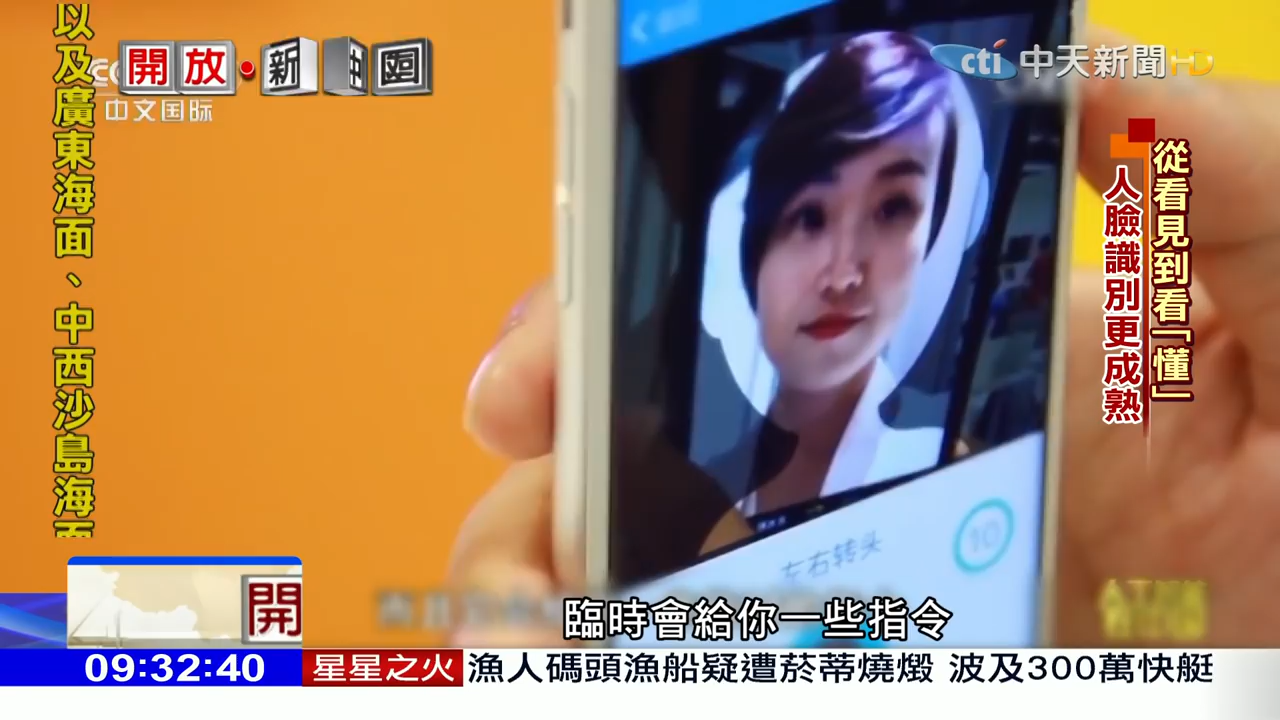 以及廣東海面、中西沙島海面
開放•新中國
中文国际
cti 中天新聞HD
從看見到看「懂」
人臉識別更成熟
左右转头
10
臨時會給你一些指令
開
09:32:40
星星之火
漁人碼頭漁船疑遭菸蒂燒燬 波及300萬快艇